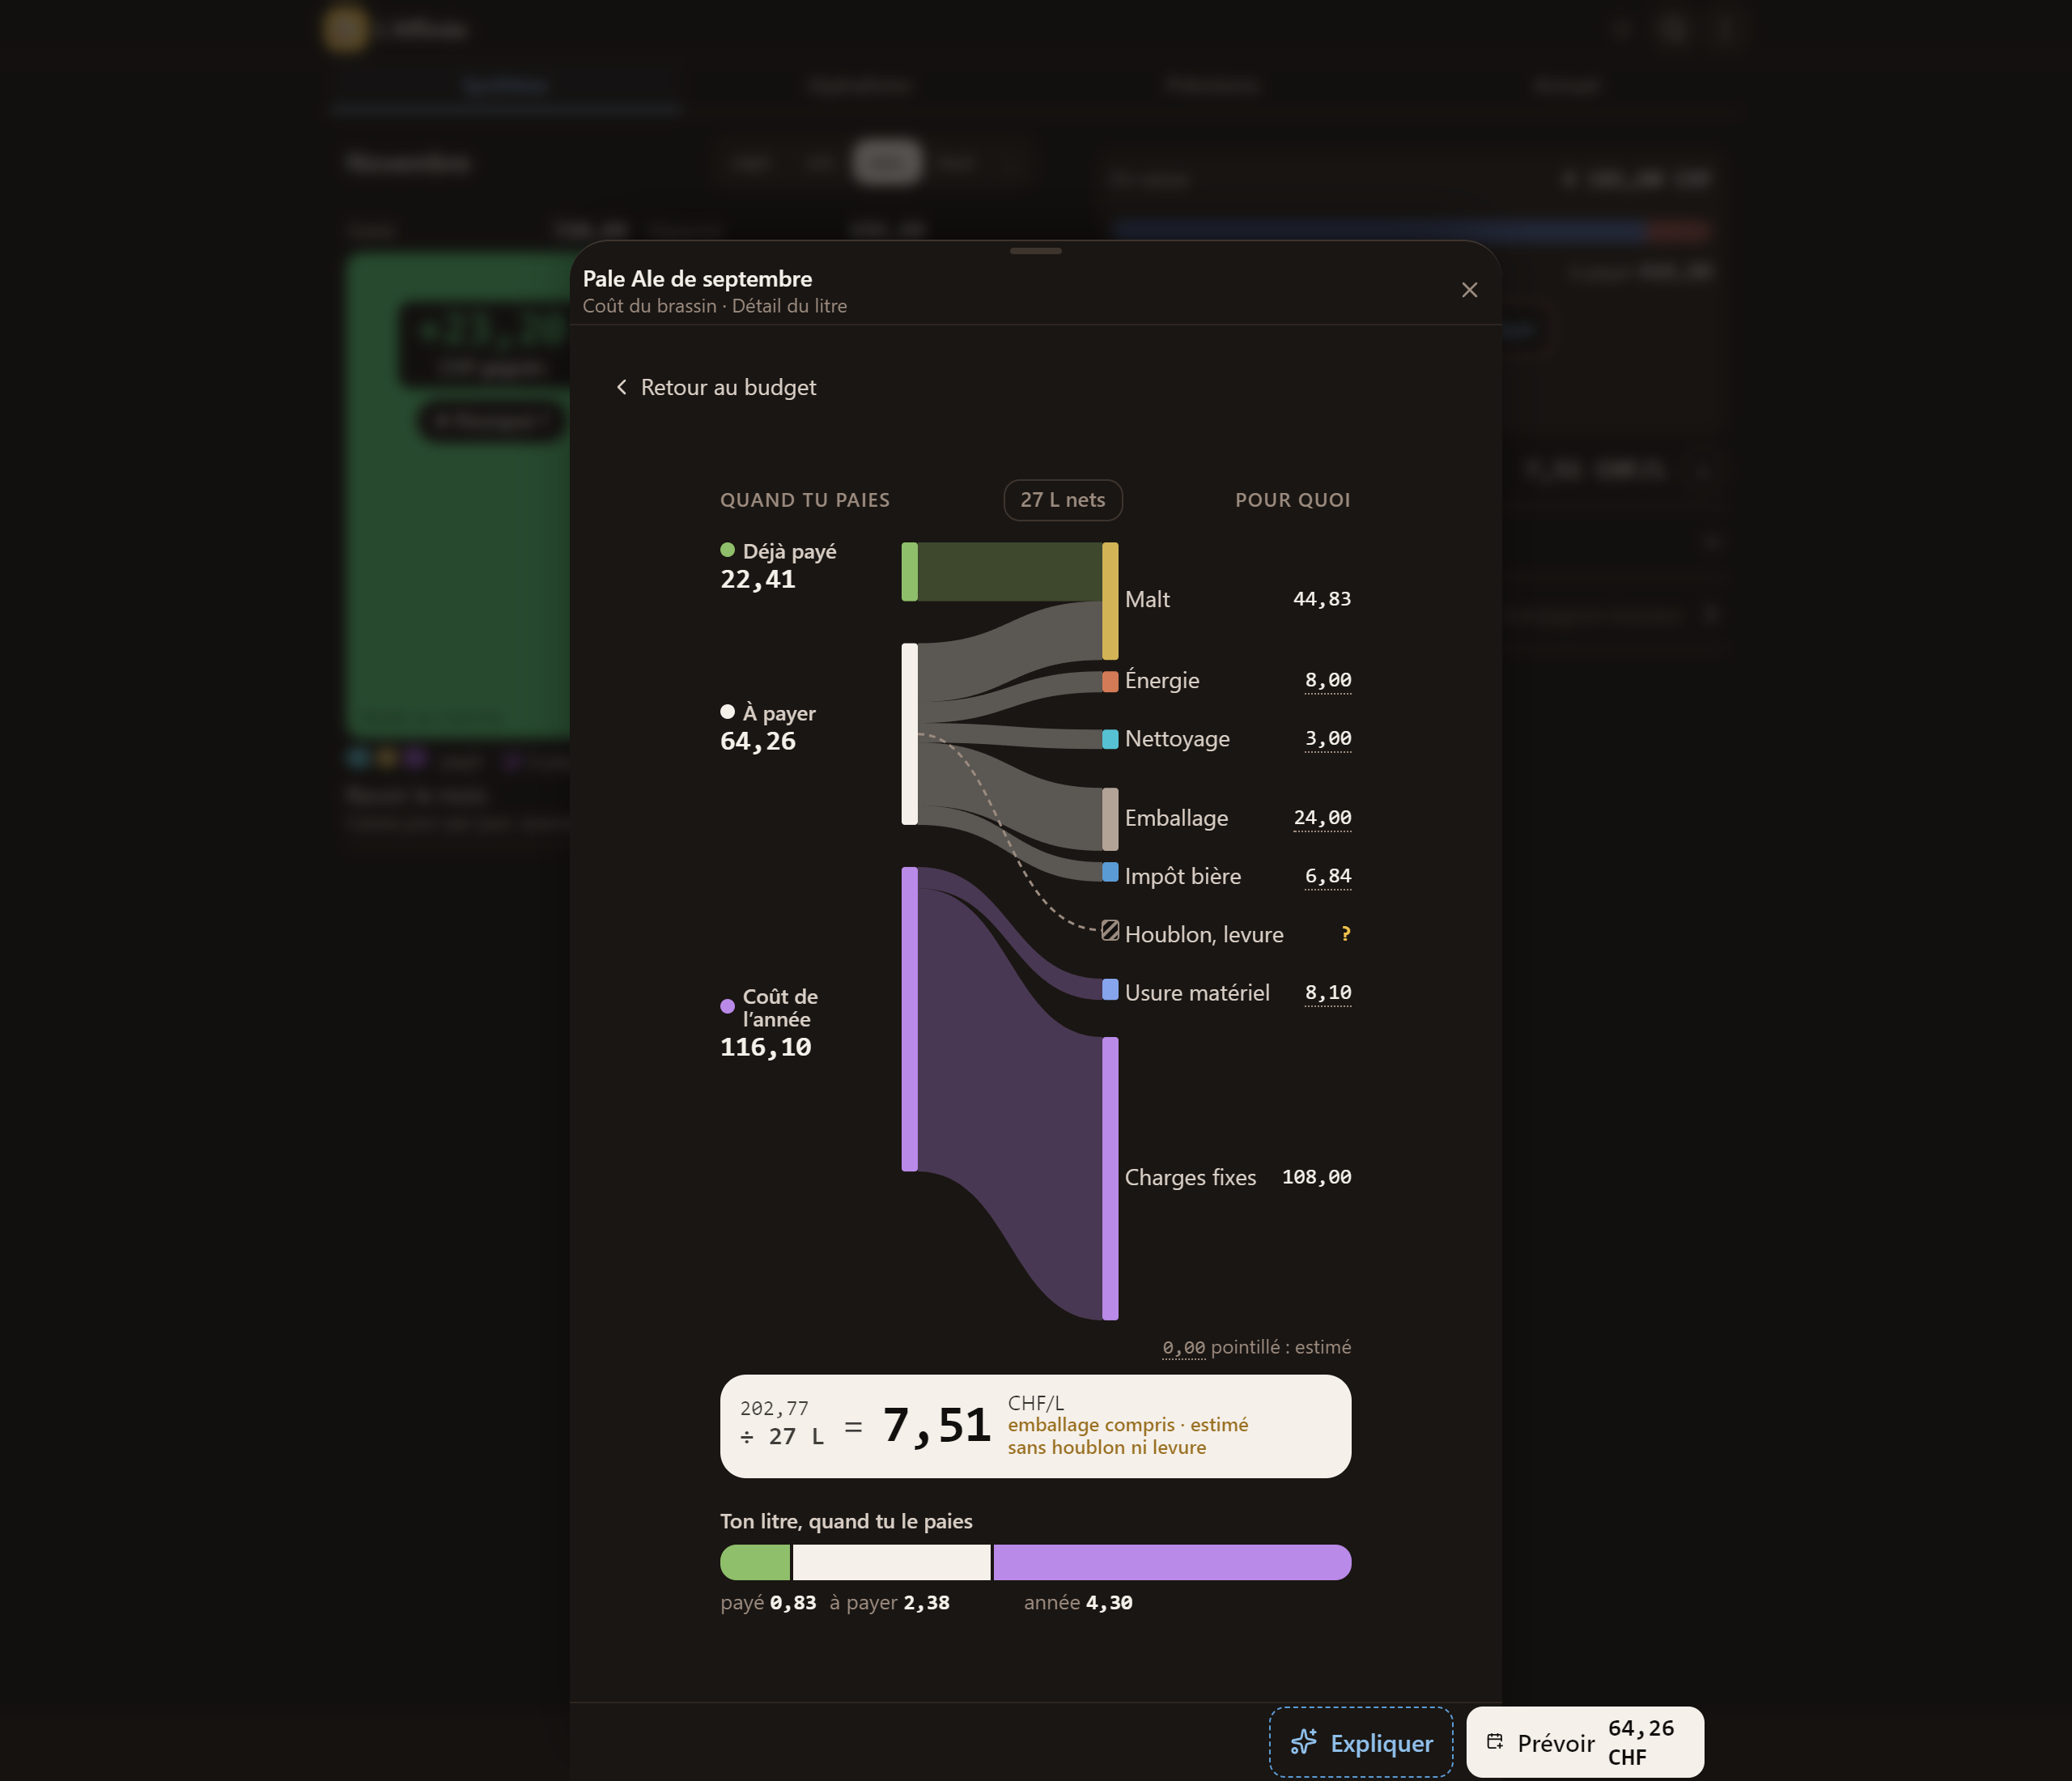 Pale Ale de septembre
Coût du brassin · Détail du litre
Retour au budget
QUAND TU PAIES
27 L nets
POUR QUOI
Déjà payé
22,41
Malt 44,83
Énergie 8,00
À payer
64,26
Nettoyage 3,00
Emballage 24,00
Impôt bière 6,84
Houblon, levure ?
Coût de
l’année
116,10
Usure matériel 8,10
Charges fixes 108,00
0,00 pointillé : estimé
202,77
÷ 27 L
= 7,51
CHF/L
emballage compris · estimé
sans houblon ni levure
Ton litre, quand tu le paies
payé 0,83 à payer 2,38 année 4,30
Expliquer
Prévoir 64,26
CHF
Novembre
+23,20